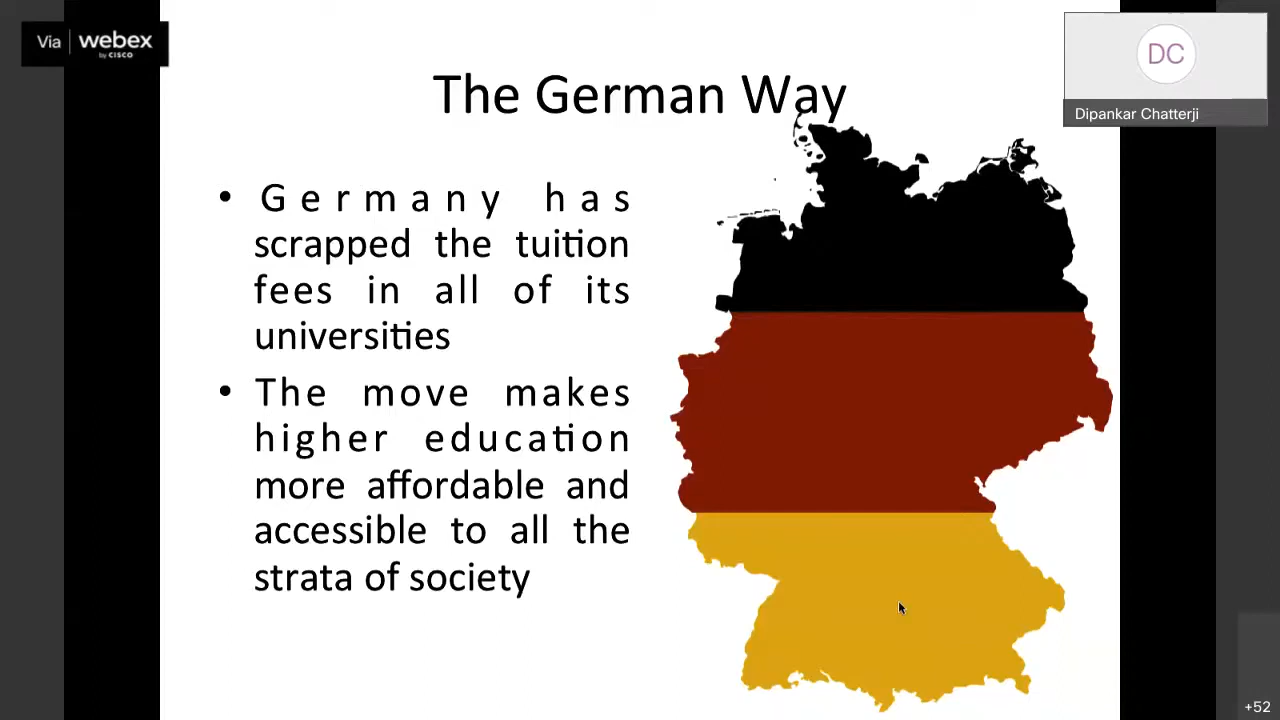 Via webex
by CISCO
DC
Dipankar Chatterji
The German Way
• Germany has
scrapped the tuition
fees in all of its
universities
• The move makes
higher education
more affordable and
accessible to all the
strata of society
+52